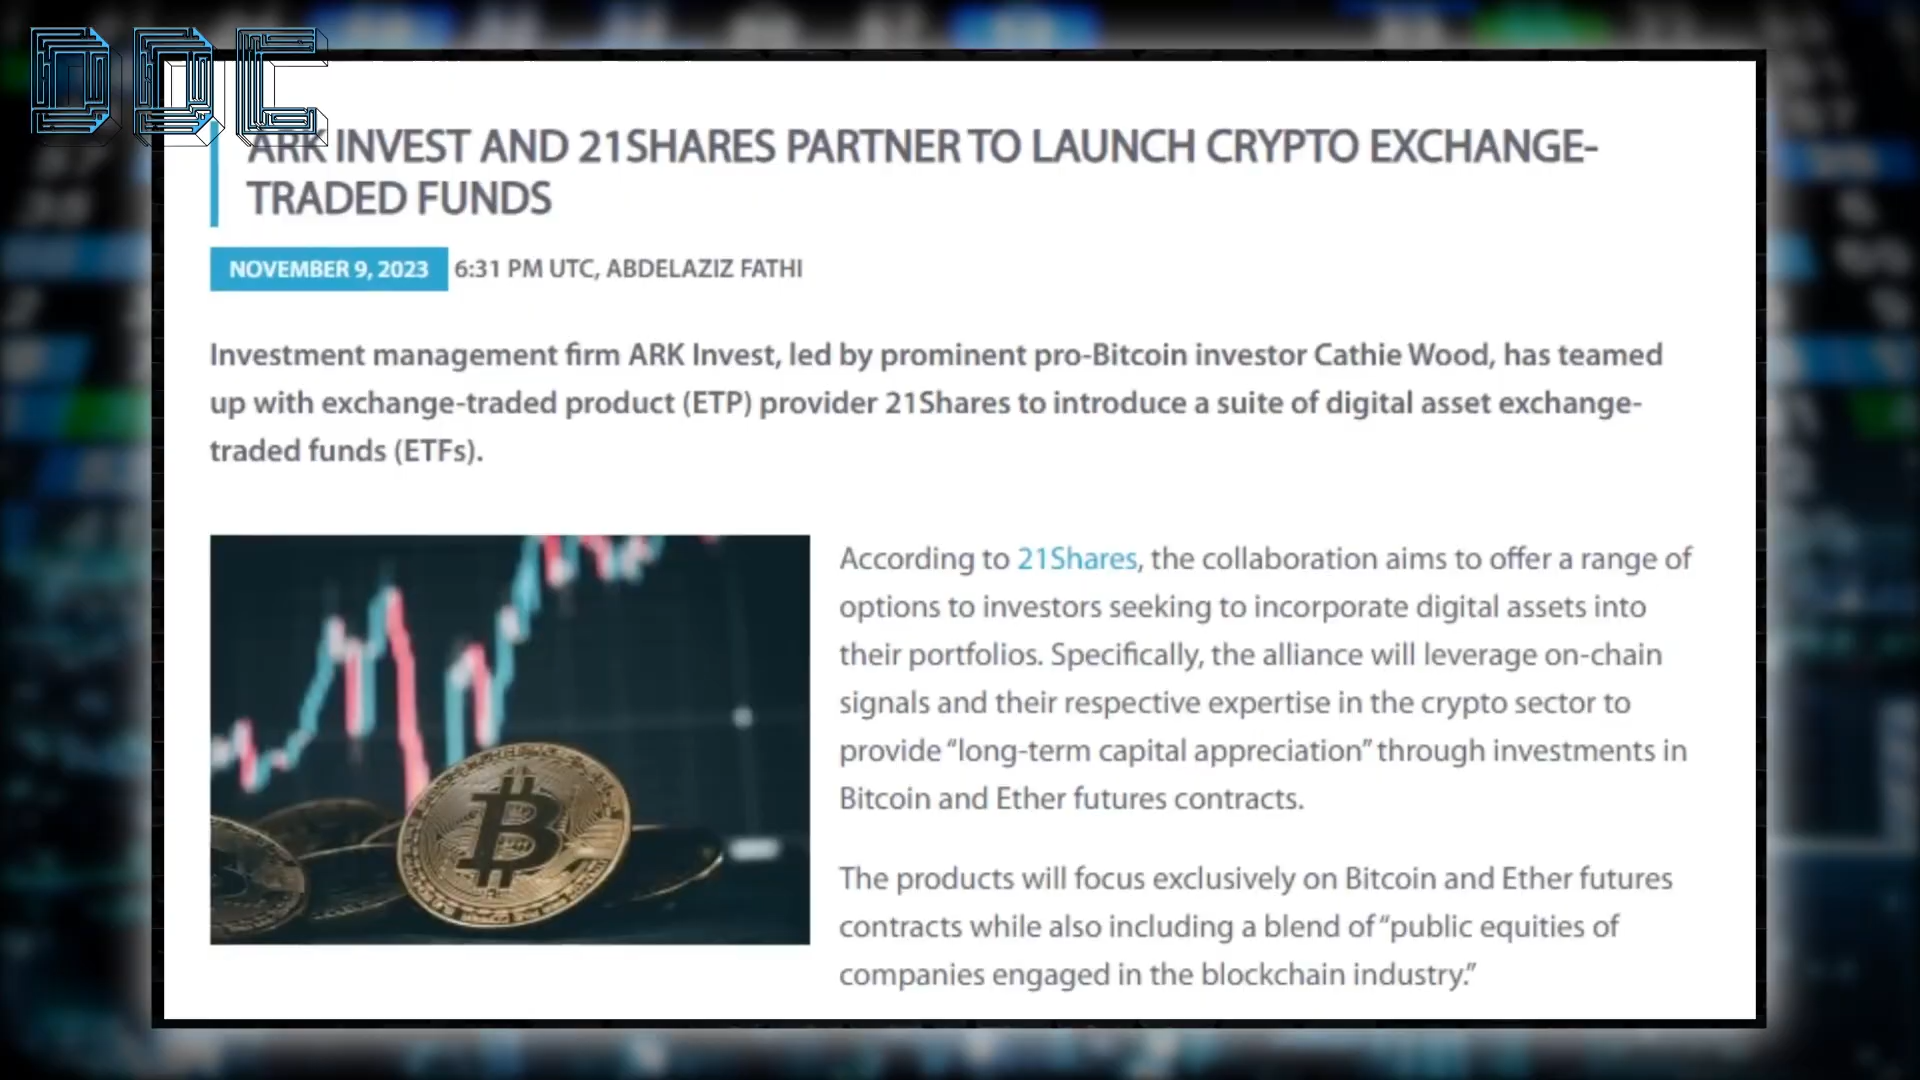 DDC
ARK INVEST AND 21SHARES PARTNER TO LAUNCH CRYPTO EXCHANGE-
TRADED FUNDS
NOVEMBER 9, 2023 6:31 PM UTC, ABDELAZIZ FATHI
Investment management firm ARK Invest, led by prominent pro-Bitcoin investor Cathie Wood, has teamed
up with exchange-traded product (ETP) provider 21Shares to introduce a suite of digital asset exchange-
traded funds (ETFs).
According to 21Shares, the collaboration aims to offer a range of
options to investors seeking to incorporate digital assets into
their portfolios. Specifically, the alliance will leverage on-chain
signals and their respective expertise in the crypto sector to
provide “long-term capital appreciation” through investments in
Bitcoin and Ether futures contracts.
The products will focus exclusively on Bitcoin and Ether futures
contracts while also including a blend of “public equities of
companies engaged in the blockchain industry.”